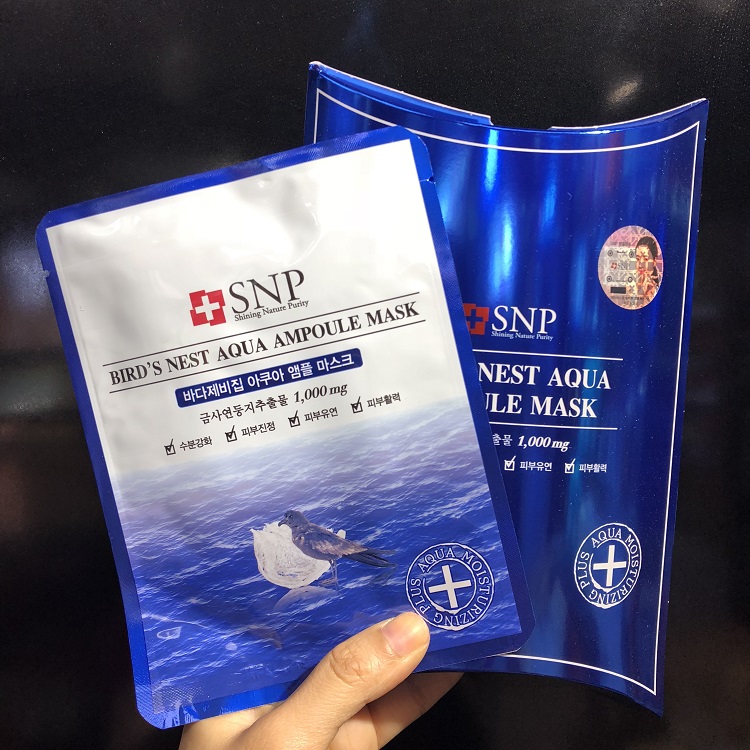 SNP
Shining Nature Purity
BIRD'S NEST AQUA AMPOULE MASK
바다제비집 아쿠아 앰플 마스크
금사연둥지추출물 1,000mg
수분강화 피부진정 피부유연 피부활력
PLUS AQUA MOISTURIZING
SNP
Shining Nature Purity
NEST AQUA
MASK
1,000mg
피부유연 피부활력
PLUS AQUA MOISTURIZING